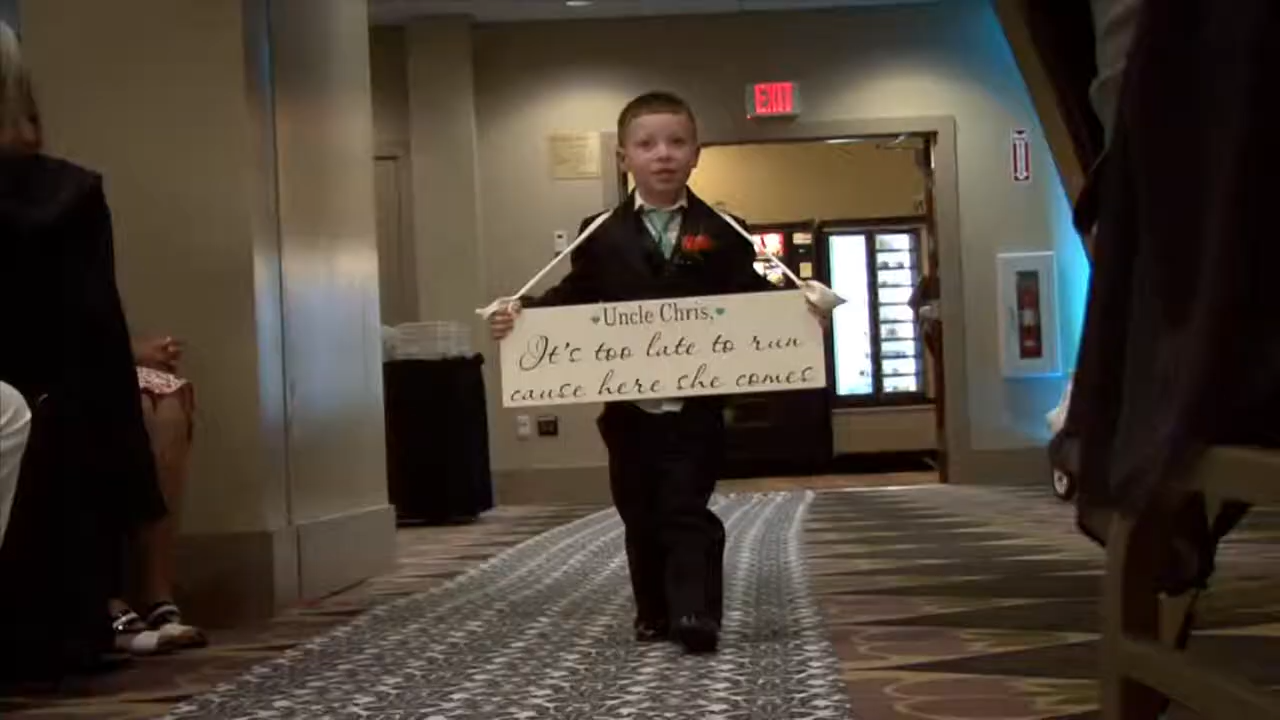 EXIT
Uncle Chris,
It's too late to run
cause here she comes